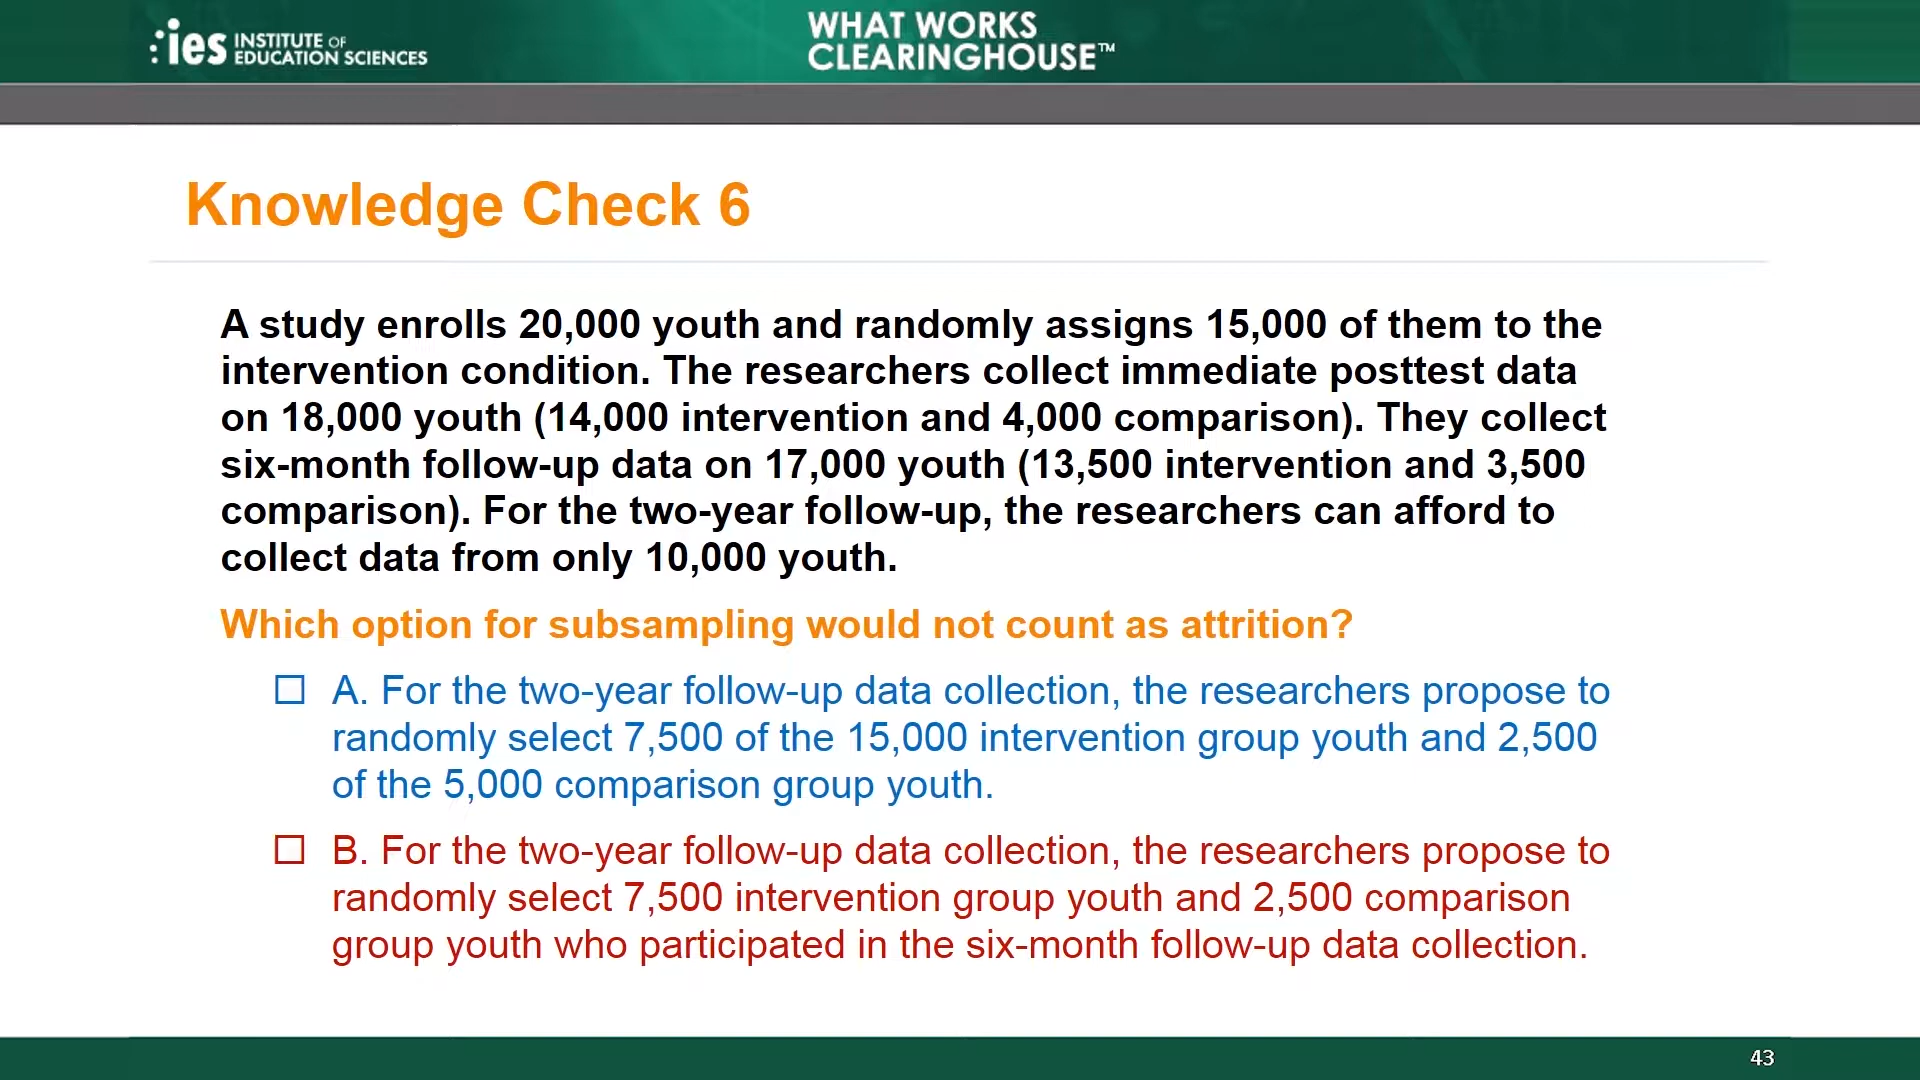 ies INSTITUTE OF
EDUCATION SCIENCES
WHAT WORKS
CLEARINGHOUSE™
Knowledge Check 6
A study enrolls 20,000 youth and randomly assigns 15,000 of them to the
intervention condition. The researchers collect immediate posttest data
on 18,000 youth (14,000 intervention and 4,000 comparison). They collect
six-month follow-up data on 17,000 youth (13,500 intervention and 3,500
comparison). For the two-year follow-up, the researchers can afford to
collect data from only 10,000 youth.
Which option for subsampling would not count as attrition?
☐ A. For the two-year follow-up data collection, the researchers propose to
randomly select 7,500 of the 15,000 intervention group youth and 2,500
of the 5,000 comparison group youth.
☐ B. For the two-year follow-up data collection, the researchers propose to
randomly select 7,500 intervention group youth and 2,500 comparison
group youth who participated in the six-month follow-up data collection.
43